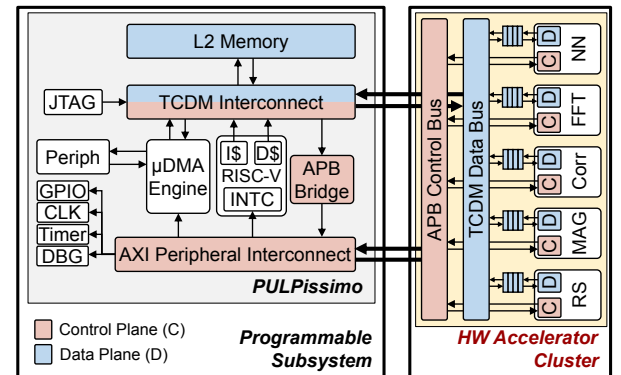 L2 Memory
TCDM Interconnect
JTAG
Periph
GPIO
CLK
Timer
DBG
µDMA
Engine
I$
D$
RISC-V
INTC
APB
Bridge
AXI Peripheral Interconnect
PULPissimo
Control Plane (C)
Data Plane (D)
Programmable
Subsystem
APB Control Bus
TCDM Data Bus
D
C
NN
D
C
FFT
D
C
Corr
D
C
MAG
D
C
RS
HW Accelerator
Cluster